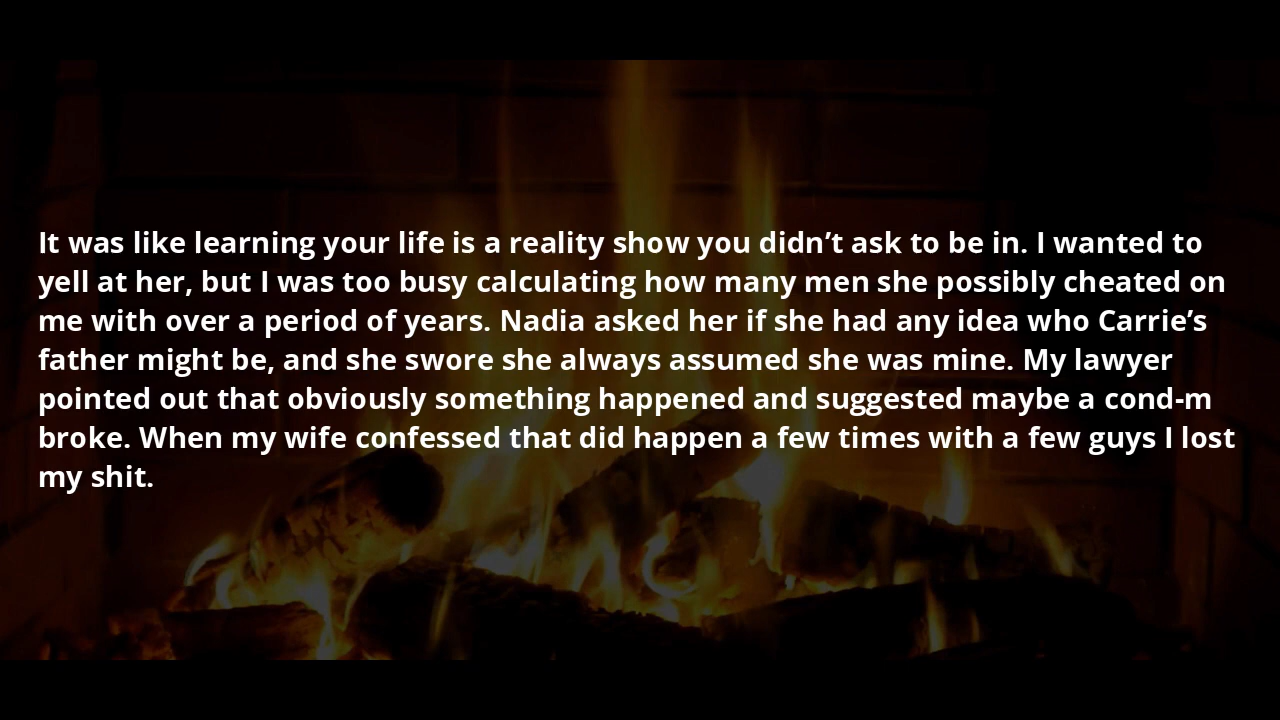 It was like learning your life is a reality show you didn’t ask to be in. I wanted to
yell at her, but I was too busy calculating how many men she possibly cheated on
me with over a period of years. Nadia asked her if she had any idea who Carrie’s
father might be, and she swore she always assumed she was mine. My lawyer
pointed out that obviously something happened and suggested maybe a cond-m
broke. When my wife confessed that did happen a few times with a few guys I lost
my shit.